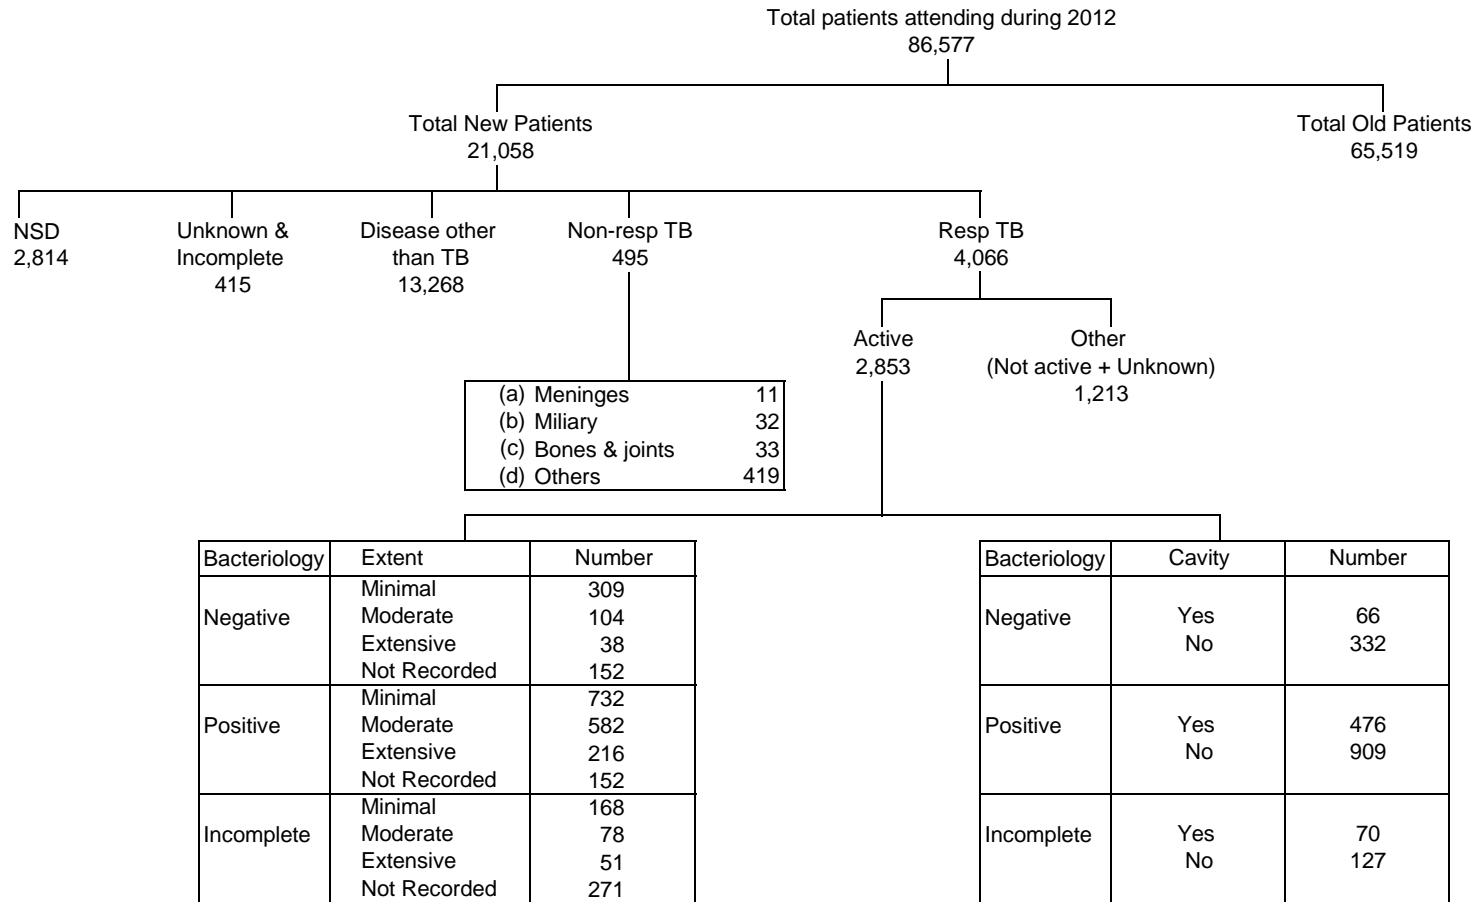 Total patients attending during 2012
86,577
Total New Patients
21,058
Total Old Patients
65,519
NSD
2,814
Unknown &
Incomplete
415
Disease other
than TB
13,268
Non-resp TB
495
Resp TB
4,066
Active
2,853
Other
(Not active + Unknown)
1,213
(a) Meninges 11
(b) Miliary 32
(c) Bones & joints 33
(d) Others 419
Bacteriology Extent Number
Minimal 309
Negative Moderate 104
Extensive 38
Not Recorded 152
Minimal 732
Positive Moderate 582
Extensive 216
Not Recorded 152
Minimal 168
Incomplete Moderate 78
Extensive 51
Not Recorded 271
Bacteriology Cavity Number
Negative Yes 66
No 332
Positive Yes 476
No 909
Incomplete Yes 70
No 127